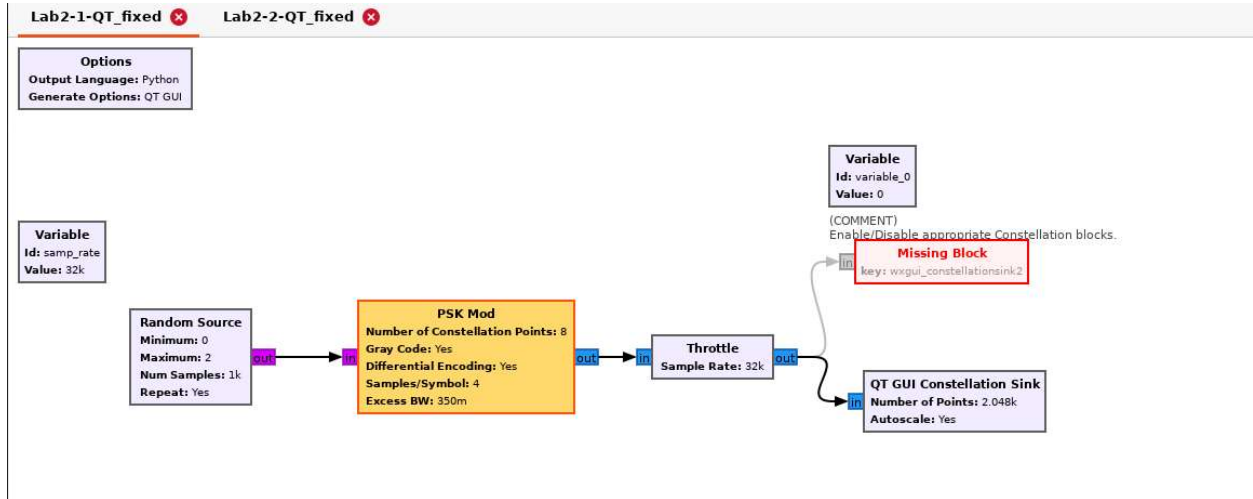 Lab2-1-QT_fixed Lab2-2-QT_fixed
Options
Output Language: Python
Generate Options: QT GUI
Variable
Id: variable_0
Value: 0
(COMMENT)
Enable/Disable appropriate Constellation blocks.
Variable
Id: samp_rate
Value: 32k
in
Missing Block
key: wxgui_constellationsink2
Random Source
Minimum: 0
Maximum: 2
Num Samples: 1k
Repeat: Yes
out
in
PSK Mod
Number of Constellation Points: 8
Gray Code: Yes
Differential Encoding: Yes
Samples/Symbol: 4
Excess BW: 350m
out
in
Throttle
Sample Rate: 32k
out
in
QT GUI Constellation Sink
Number of Points: 2.048k
Autoscale: Yes